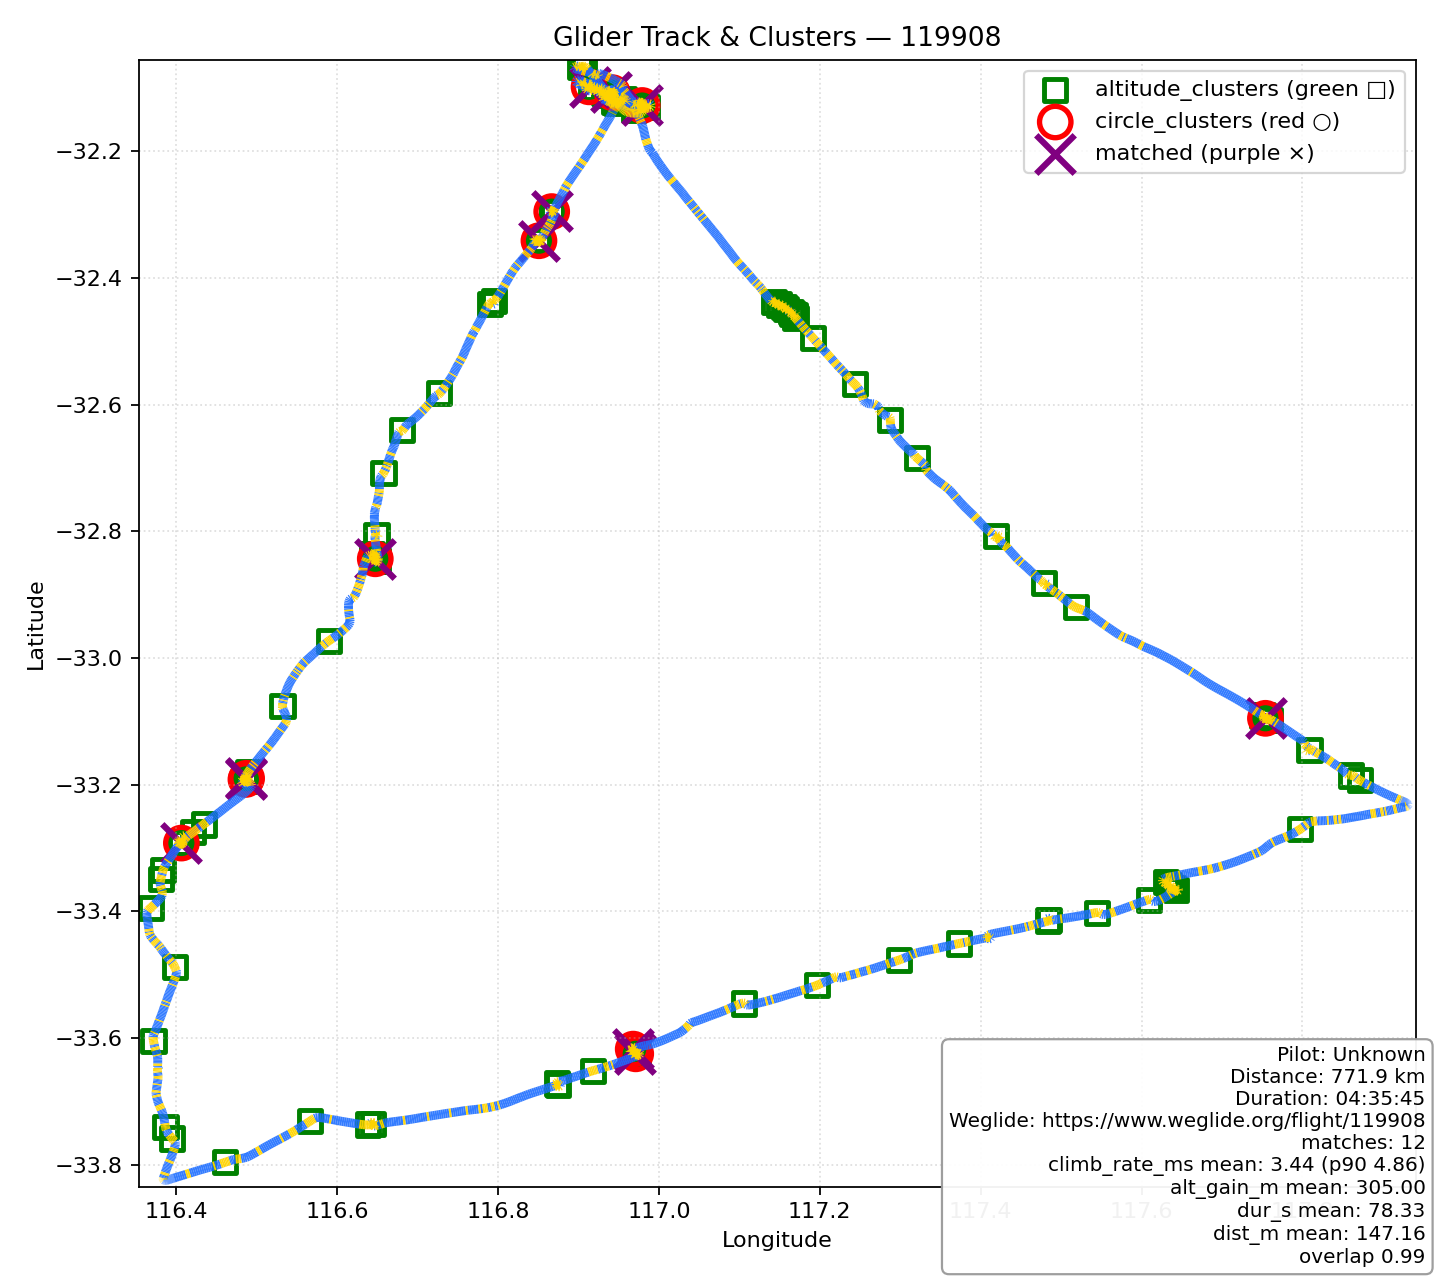 Glider Track & Clusters — 119908
altitude_clusters (green □)
circle_clusters (red ○)
matched (purple ×)
Latitude
−32.2
−32.4
−32.6
−32.8
−33.0
−33.2
−33.4
−33.6
−33.8
116.4
116.6
116.8
117.0
117.2
117.4
117.6
Longitude
Pilot: Unknown
Distance: 771.9 km
Duration: 04:35:45
Weglide: https://www.weglide.org/flight/119908
matches: 12
climb_rate_ms mean: 3.44 (p90 4.86)
alt_gain_m mean: 305.00
dur_s mean: 78.33
dist_m mean: 147.16
overlap 0.99